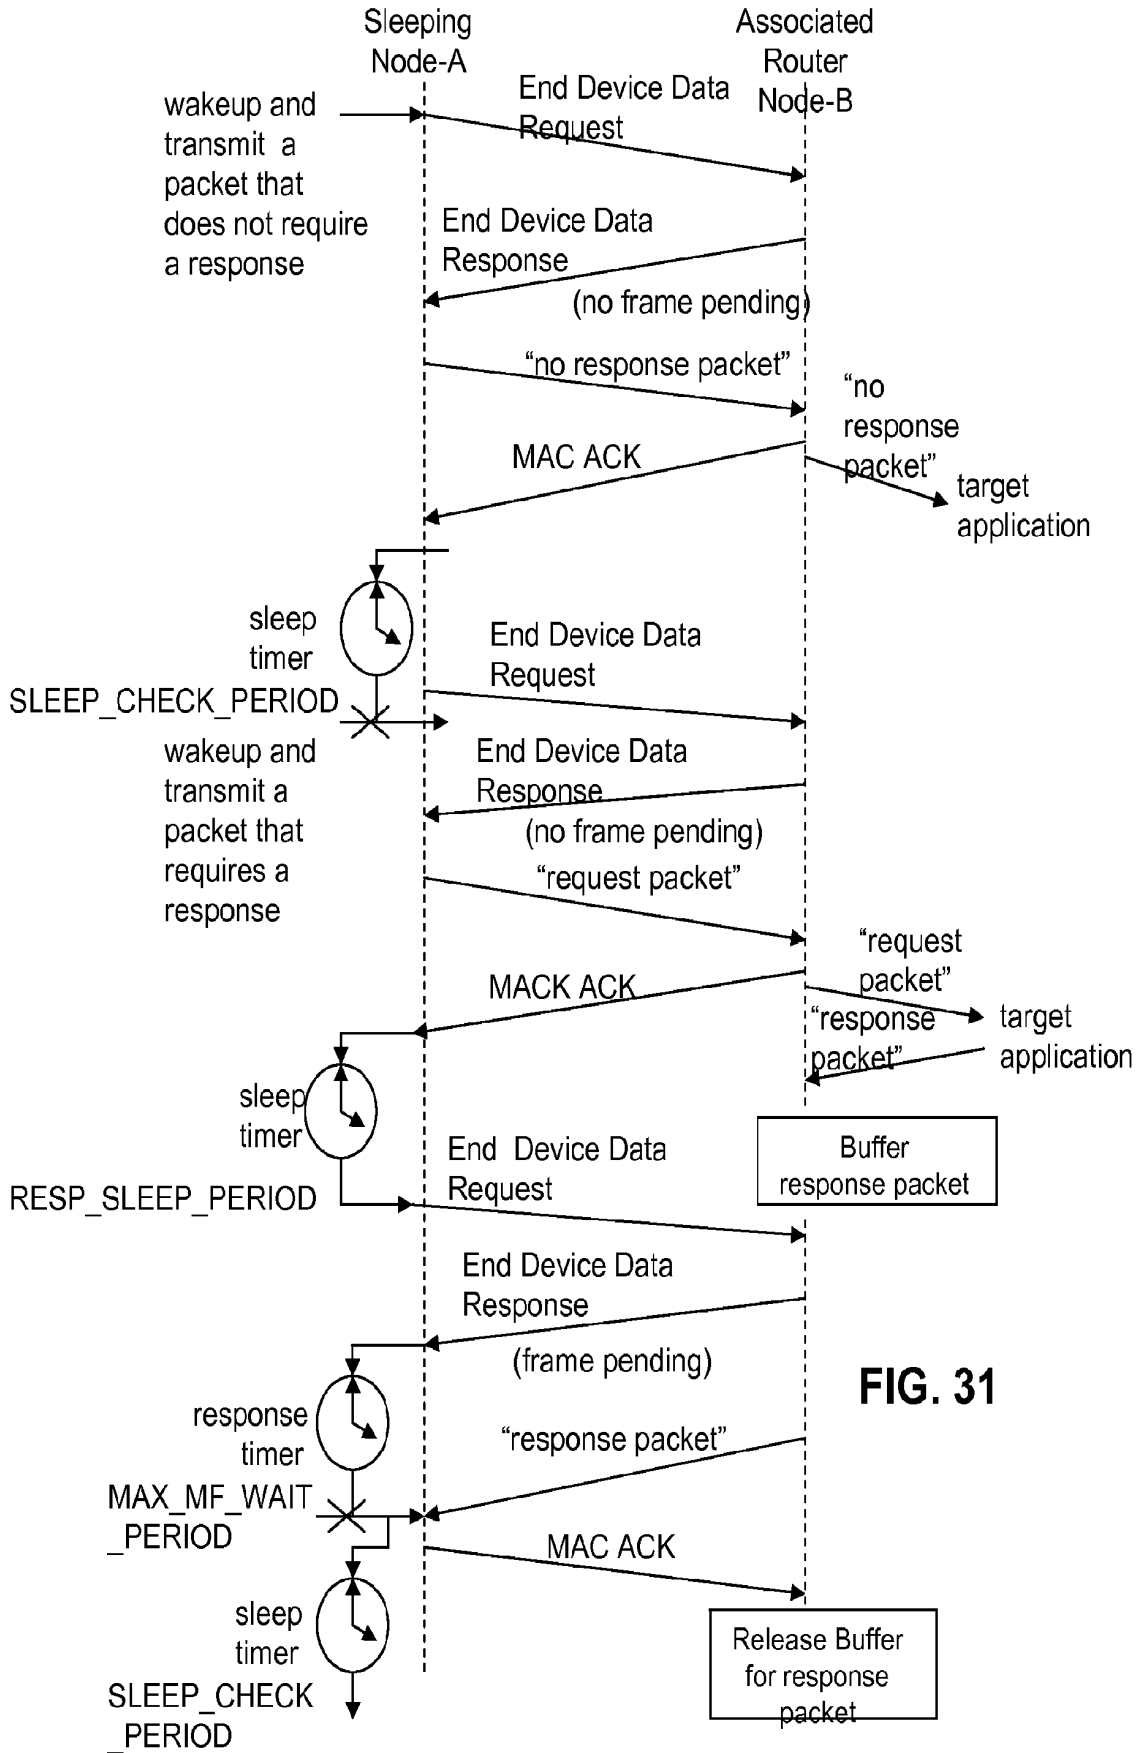 Sleeping
Node-A
Associated
Router
Node-B
wakeup and
transmit a
packet that
does not require
a response
End Device Data
Request
End Device Data
Response
(no frame pending)
“no response packet”
“no
response
packet”
MAC ACK
target
application
sleep
timer
SLEEP_CHECK_PERIOD
End Device Data
Request
wakeup and
transmit a
packet that
requires a
response
End Device Data
Response
(no frame pending)
“request packet”
“request
packet”
MACK ACK
“response
packet”
target
application
sleep
timer
RESP_SLEEP_PERIOD
Buffer
response packet
End Device Data
Request
End Device Data
Response
(frame pending)
FIG. 31
response
timer
“response packet”
MAX_MF_WAIT
_PERIOD
MAC ACK
sleep
timer
SLEEP_CHECK
_PERIOD
Release Buffer
for response
packet